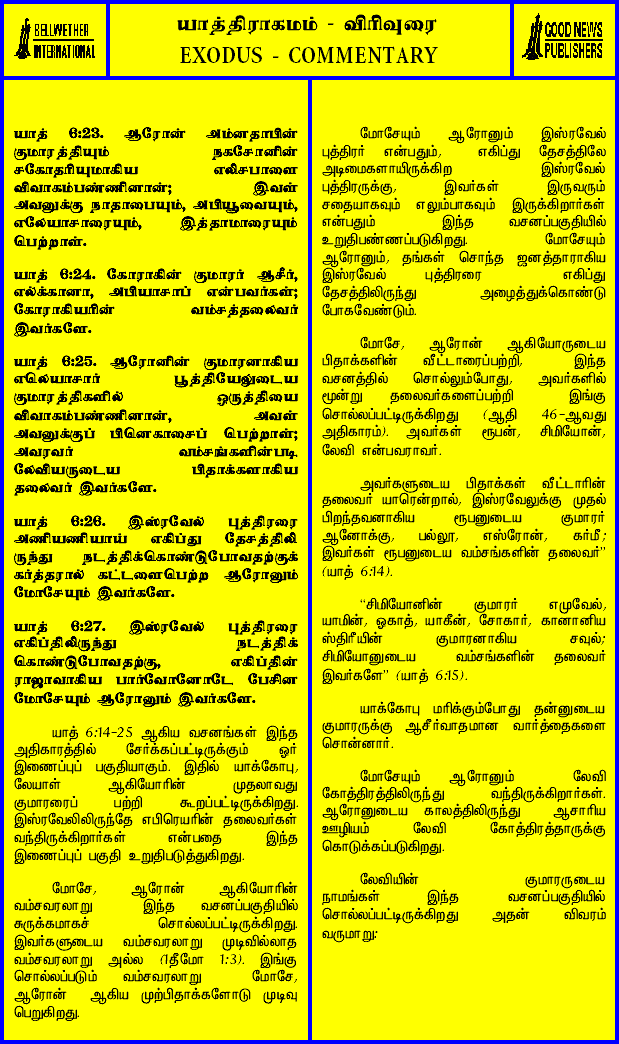 BELLWETHER
INTERNATIONAL
யாத்திராகமம் - விரிவுரை
EXODUS - COMMENTARY
GOOD NEWS
PUBLISHERS
யாத் 6:23. ஆரோன் அம்னதாபின்
குமாரத்தியும் நகசோனின்
சகோதரியுமாகிய எலிசபாளை
விவாகம்பண்ணினான்; இவள்
அவனுக்கு நாதாபையும், அபியூவையும்,
எலேயாசாரையும், இத்தாமாரையும்
பெற்றாள்.
யாத் 6:24. கோராகின் குமாரர் ஆசீர்,
எல்க்கானா, அபியாசாப் என்பவர்கள்;
கோராகியரின் வம்சத்தலைவர்
இவர்களே.
யாத் 6:25. ஆரோனின் குமாரனாகிய
எலெயாசார் பூத்தியேலுடைய
குமாரத்திகளில் ஒருத்தியை
விவாகம்பண்ணினான், அவள்
அவனுக்குப் பினெகாசைப் பெற்றாள்;
அவரவர் வம்சங்களின்படி
லேவியருடைய பிதாக்களாகிய
தலைவர் இவர்களே.
யாத் 6:26. இஸ்ரவேல் புத்திரரை
அணியணியாய் எகிப்து தேசத்திலி
ருந்து நடத்திக்கொண்டுபோவதற்குக்
கர்த்தரால் கட்டளைபெற்ற ஆரோனும்
மோசேயும் இவர்களே.
யாத் 6:27. இஸ்ரவேல் புத்திரரை
எகிப்திலிருந்து நடத்திக்
கொண்டுபோவதற்கு, எகிப்தின்
ராஜாவாகிய பார்வோனோடே பேசின
மோசேயும் ஆரோனும் இவர்களே.
யாத் 6:14-25 ஆகிய வசனங்கள் இந்த
அதிகாரத்தில் சேர்க்கப்பட்டிருக்கும் ஓர்
இணைப்புப் பகுதியாகும். இதில் யாக்கோபு,
லேயாள் ஆகியோரின் முதலாவது
குமாரரைப் பற்றி கூறப்பட்டிருக்கிறது.
இஸ்ரவேலிலிருந்தே எபிரெயரின் தலைவர்கள்
வந்திருக்கிறார்கள் என்பதை இந்த
இணைப்புப் பகுதி உறுதிபடுத்துகிறது.
மோசே, ஆரோன் ஆகியோரின்
வம்சவரலாறு இந்த வசனப்பகுதியில்
சுருக்கமாகச் சொல்லப்பட்டிருக்கிறது.
இவர்களுடைய வம்சவரலாறு முடிவில்லாத
வம்சவரலாறு அல்ல (1தீமோ 1:3). இங்கு
சொல்லப்படும் வம்சவரலாறு மோசே,
ஆரோன் ஆகிய முற்பிதாக்களோடு முடிவு
பெறுகிறது.
மோசேயும் ஆரோனும் இஸ்ரவேல்
புத்திரர் என்பதும், எகிப்து தேசத்திலே
அடிமைகளாயிருக்கிற இஸ்ரவேல்
புத்திரருக்கு, இவர்கள் இருவரும்
சதையாகவும் எலும்பாகவும் இருக்கிறார்கள்
என்பதும் இந்த வசனப்பகுதியில்
உறுதிபண்ணப்படுகிறது. மோசேயும்
ஆரோனும், தங்கள் சொந்த ஜனத்தாராகிய
இஸ்ரவேல் புத்திரரை எகிப்து
தேசத்திலிருந்து அழைத்துக்கொண்டு
போகவேண்டும்.
மோசே, ஆரோன் ஆகியோருடைய
பிதாக்களின் வீட்டாரைப்பற்றி, இந்த
வசனத்தில் சொல்லும்போது, அவர்களில்
மூன்று தலைவர்களைப்பற்றி இங்கு
சொல்லப்பட்டிருக்கிறது (ஆதி 46-ஆவது
அதிகாரம்). அவர்கள் ரூபன், சிமியோன்,
லேவி என்பவராவர்.
அவர்களுடைய பிதாக்கள் வீட்டாரின்
தலைவர் யாரென்றால், இஸ்ரவேலுக்கு முதல்
பிறந்தவனாகிய ரூபனுடைய குமாரர்
ஆனோக்கு, பல்லூ, எஸ்ரோன், கர்மீ;
இவர்கள் ரூபனுடைய வம்சங்களின் தலைவர்”
(யாத் 6:14).
“சிமியோனின் குமாரர் எமுவேல்,
யாமின், ஓகாத், யாகீன், சோகார், கானானிய
ஸ்திரீயின் குமாரனாகிய சவுல்;
சிமியோனுடைய வம்சங்களின் தலைவர்
இவர்களே” (யாத் 6:15).
யாக்கோபு மரிக்கும்போது தன்னுடைய
குமாரருக்கு ஆசீர்வாதமான வார்த்தைகளை
சொன்னார்.
மோசேயும் ஆரோனும் லேவி
கோத்திரத்திலிருந்து வந்திருக்கிறார்கள்.
ஆரோனுடைய காலத்திலிருந்து ஆசாரிய
ஊழியம் லேவி கோத்திரத்தாருக்கு
கொடுக்கப்படுகிறது.
லேவியின் குமாரருடைய
நாமங்கள் இந்த வசனப்பகுதியில்
சொல்லப்பட்டிருக்கிறது அதன் விவரம்
வருமாறு: